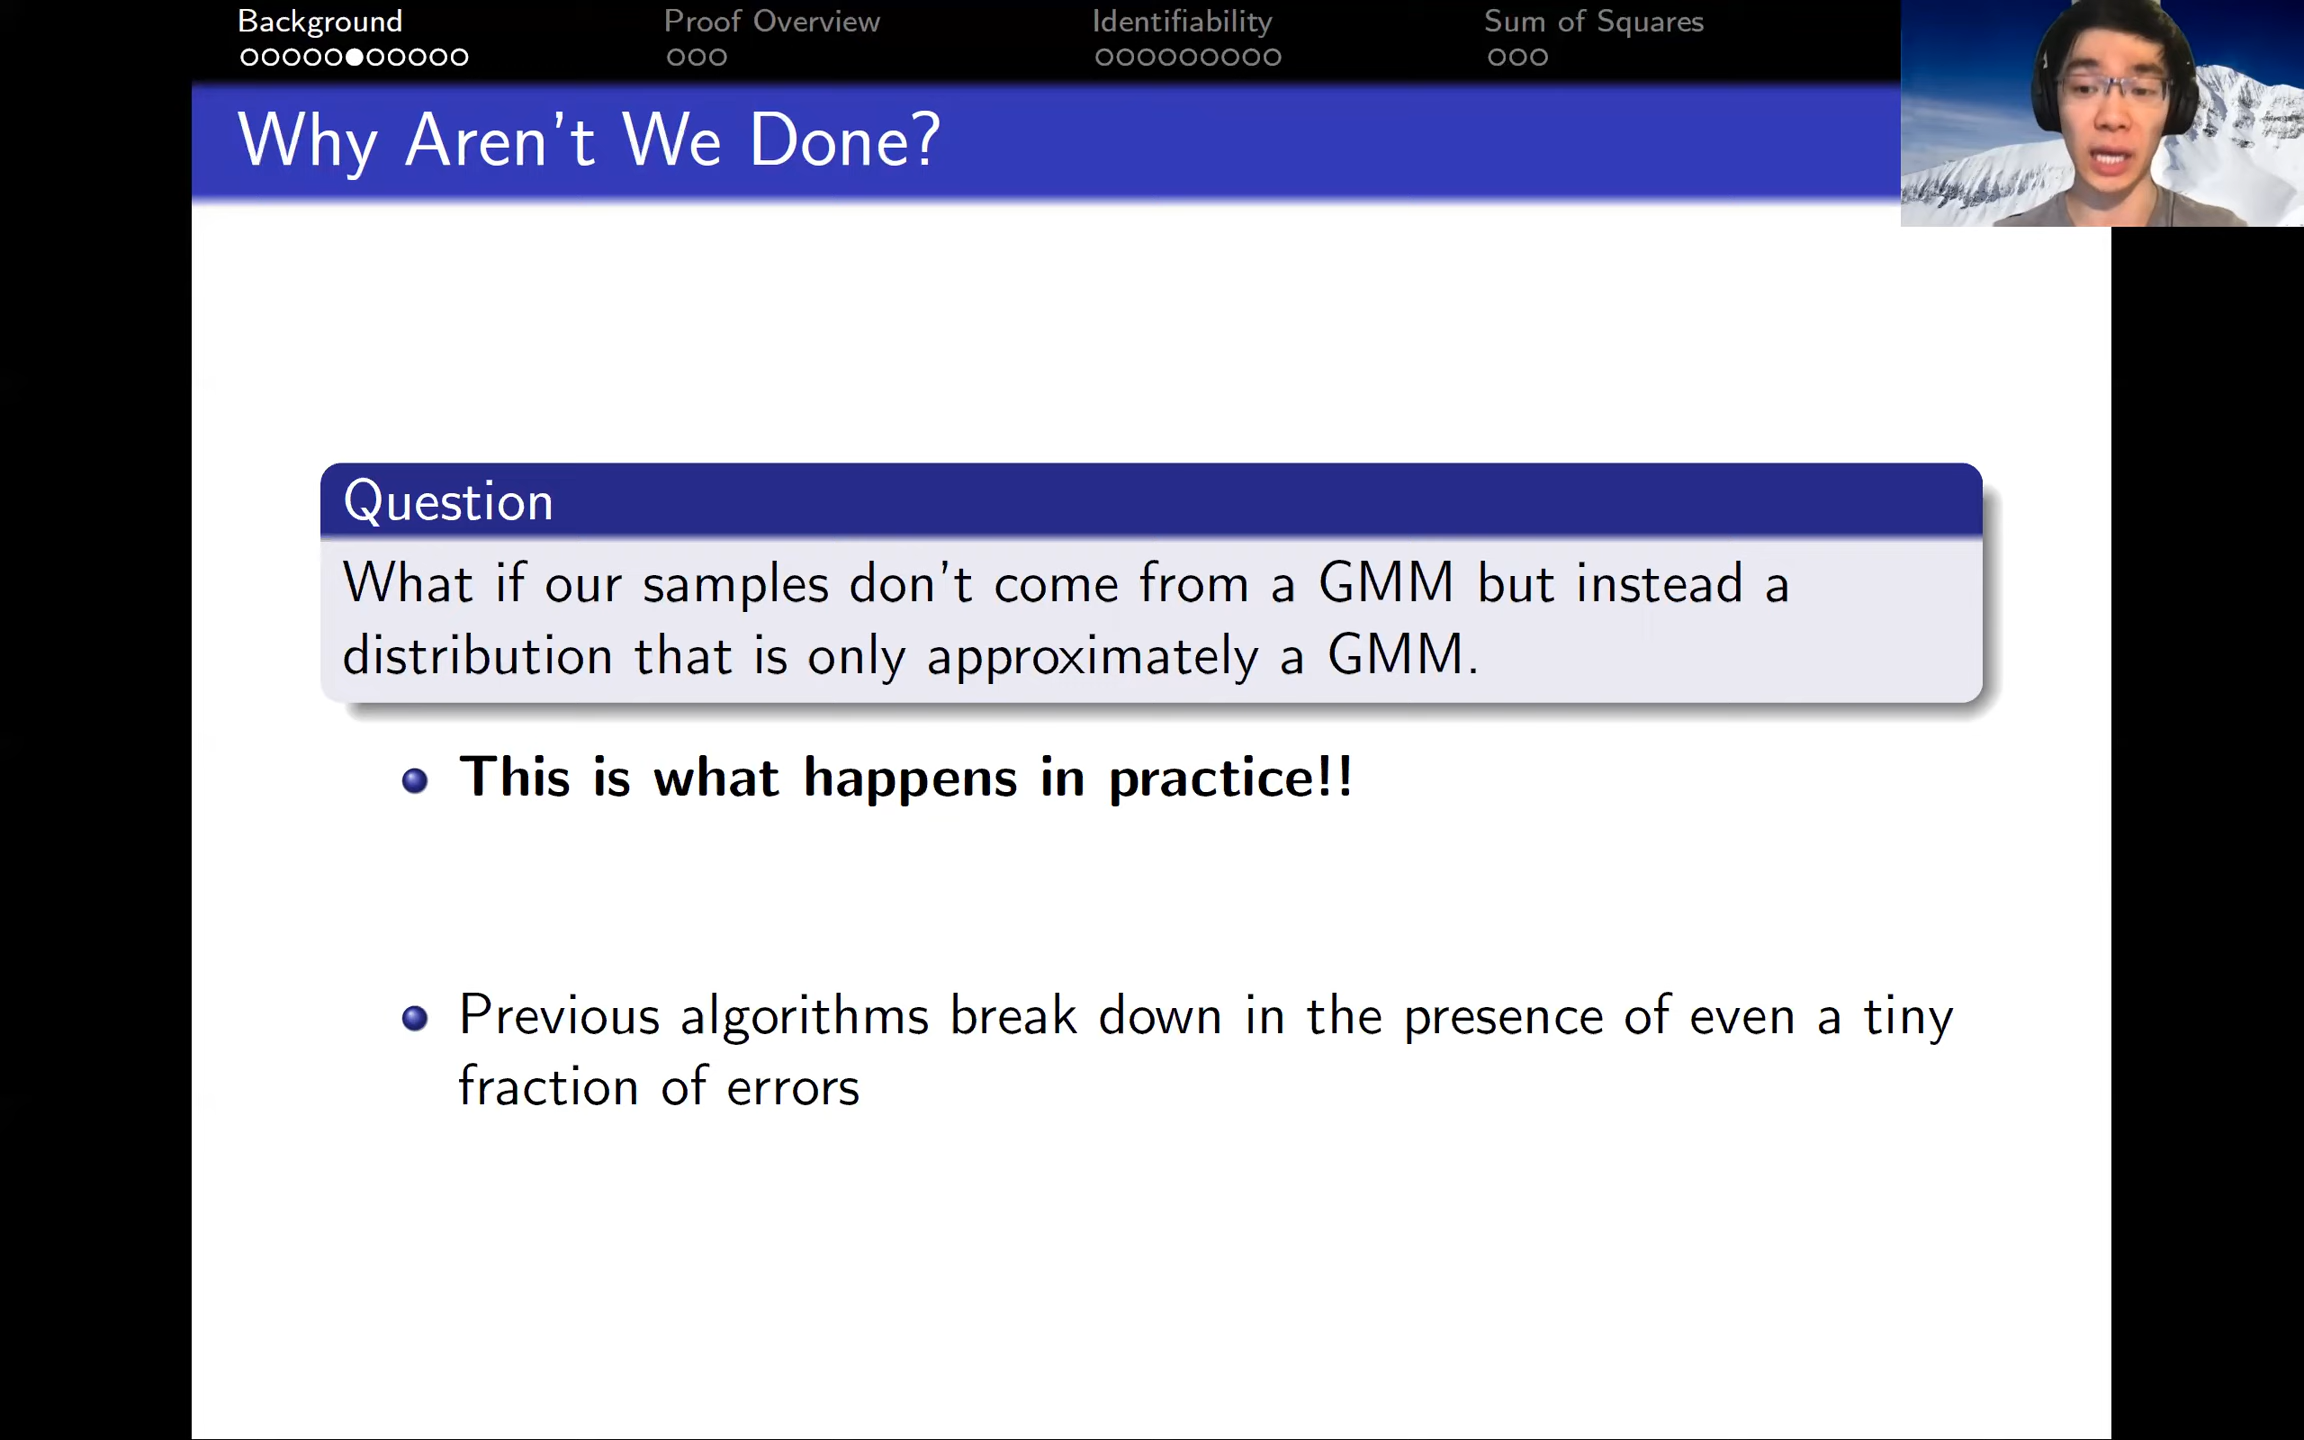 Background
Proof Overview
Identifiability
Sum of Squares
Why Aren't We Done?
Question
What if our samples don't come from a GMM but instead a
distribution that is only approximately a GMM.
This is what happens in practice!!
Previous algorithms break down in the presence of even a tiny
fraction of errors